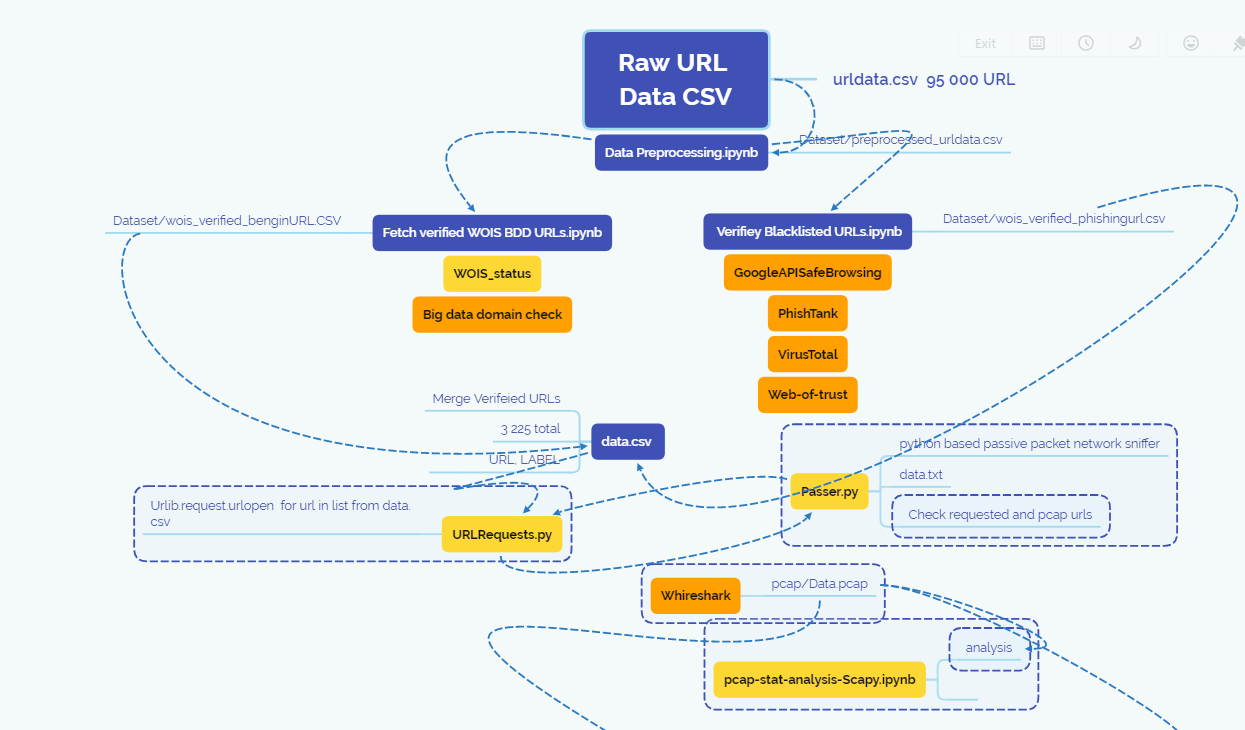 Exit
Raw URL
Data CSV
urldata.csv 95 000 URL
Data Preprocessing.ipynb
Dataset/preprocessed_urldata.csv
Dataset/wois_verified_benginURL.CSV
Fetch verified WOIS BDD URLs.ipynb
Verifiey Blacklisted URLs.ipynb
Dataset/wois_verified_phishingurl.csv
WOIS_status
GoogleAPISafeBrowsing
Big data domain check
PhishTank
VirusTotal
Web-of-trust
Merge Verifeied URLs
3 225 total
URL, LABEL
data.csv
python based passive packet network sniffer
data.txt
Passer.py
Check requested and pcap urls
Urlib.request.urlopen for url in list from data.
csv
URLRequests.py
Whireshark
pcap/Data.pcap
analysis
pcap-stat-analysis-Scapy.ipynb